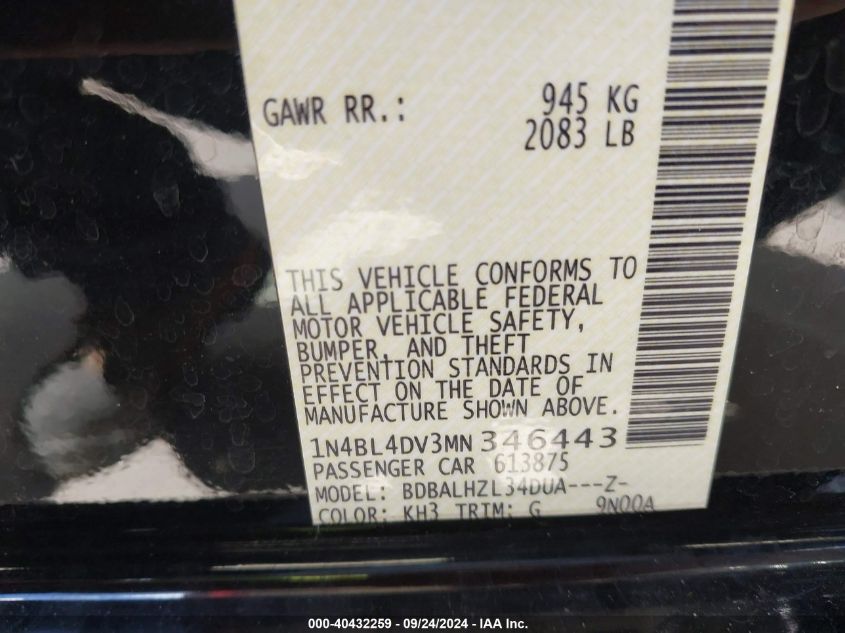 GAWR RR.: 945 KG
2083 LB
THIS VEHICLE CONFORMS TO
ALL APPLICABLE FEDERAL
MOTOR VEHICLE SAFETY,
BUMPER, AND THEFT
PREVENTION STANDARDS IN
EFFECT ON THE DATE OF
MANUFACTURE SHOWN ABOVE.
1N4BL4DV3MN346443
PASSENGER CAR 613875
MODEL: BDBALHZL34DUA---Z-
COLOR: KH3 TRIM: G 9N00A
000-40432259 - 09/24/2024 - IAA Inc.